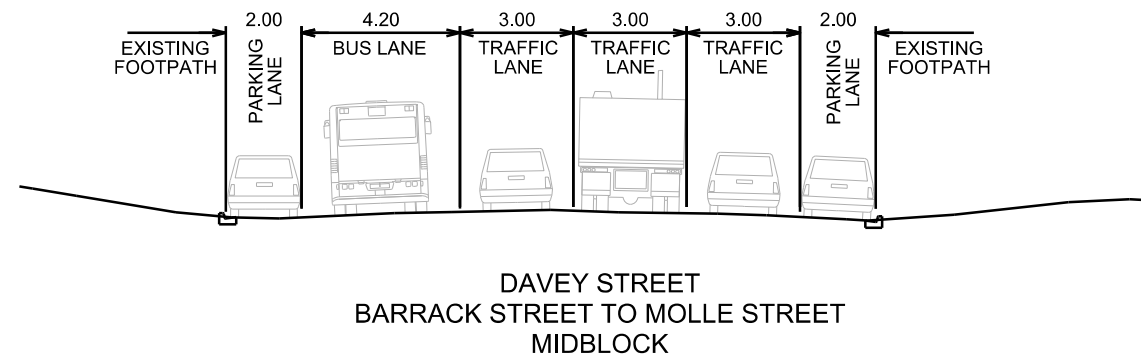 2.00 4.20 3.00 3.00 3.00 2.00
EXISTING
FOOTPATH
PARKING
LANE
BUS LANE
TRAFFIC
LANE
TRAFFIC
LANE
TRAFFIC
LANE
PARKING
LANE
EXISTING
FOOTPATH
DAVEY STREET
BARRACK STREET TO MOLLE STREET
MIDBLOCK